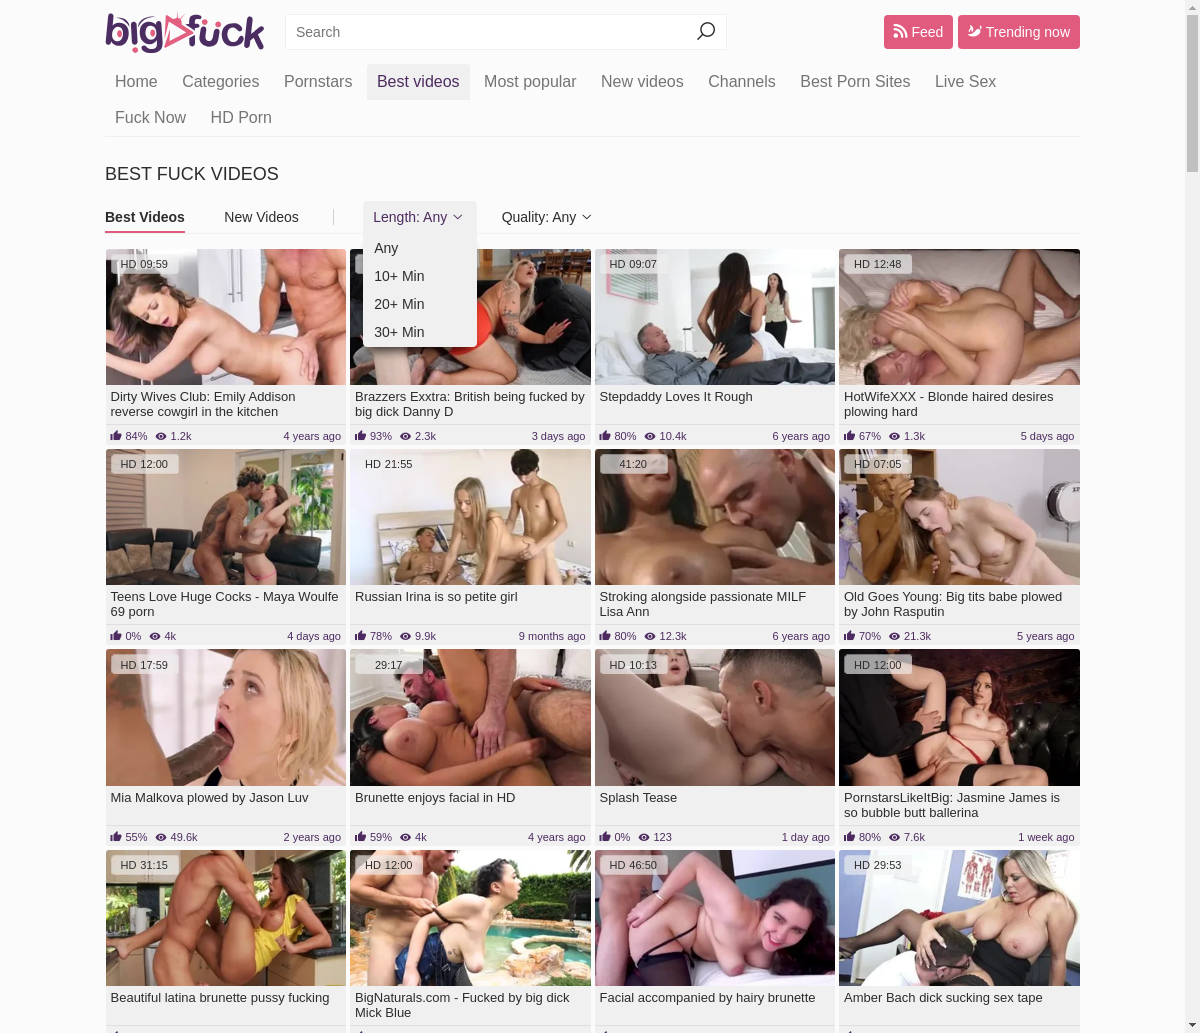 bigfuck
Search
Feed
Trending now
Home Categories Pornstars Best videos Most popular New videos Channels Best Porn Sites Live Sex
Fuck Now HD Porn
BEST FUCK VIDEOS
Best Videos New Videos Length: Any Quality: Any
Any
10+ Min
20+ Min
30+ Min
HD 09:59
HD 09:07
HD 12:48
Dirty Wives Club: Emily Addison
reverse cowgirl in the kitchen
84% 1.2k 4 years ago
Brazzers Exxtra: British being fucked by
big dick Danny D
93% 2.3k 3 days ago
Stepdaddy Loves It Rough
80% 10.4k 6 years ago
HotWifeXXX - Blonde haired desires
plowing hard
67% 1.3k 5 days ago
HD 12:00
HD 21:55
41:20
HD 07:05
Teens Love Huge Cocks - Maya Woulfe
69 porn
0% 4k 4 days ago
Russian Irina is so petite girl
78% 9.9k 9 months ago
Stroking alongside passionate MILF
Lisa Ann
80% 12.3k 6 years ago
Old Goes Young: Big tits babe plowed
by John Rasputin
70% 21.3k 5 years ago
HD 17:59
29:17
HD 10:13
HD 12:00
Mia Malkova plowed by Jason Luv
55% 49.6k 2 years ago
Brunette enjoys facial in HD
59% 4k 4 years ago
Splash Tease
0% 123 1 day ago
PornstarsLikeItBig: Jasmine James is
so bubble butt ballerina
80% 7.6k 1 week ago
HD 31:15
HD 12:00
HD 46:50
HD 29:53
Beautiful latina brunette pussy fucking
BigNaturals.com - Fucked by big dick
Mick Blue
Facial accompanied by hairy brunette
Amber Bach dick sucking sex tape